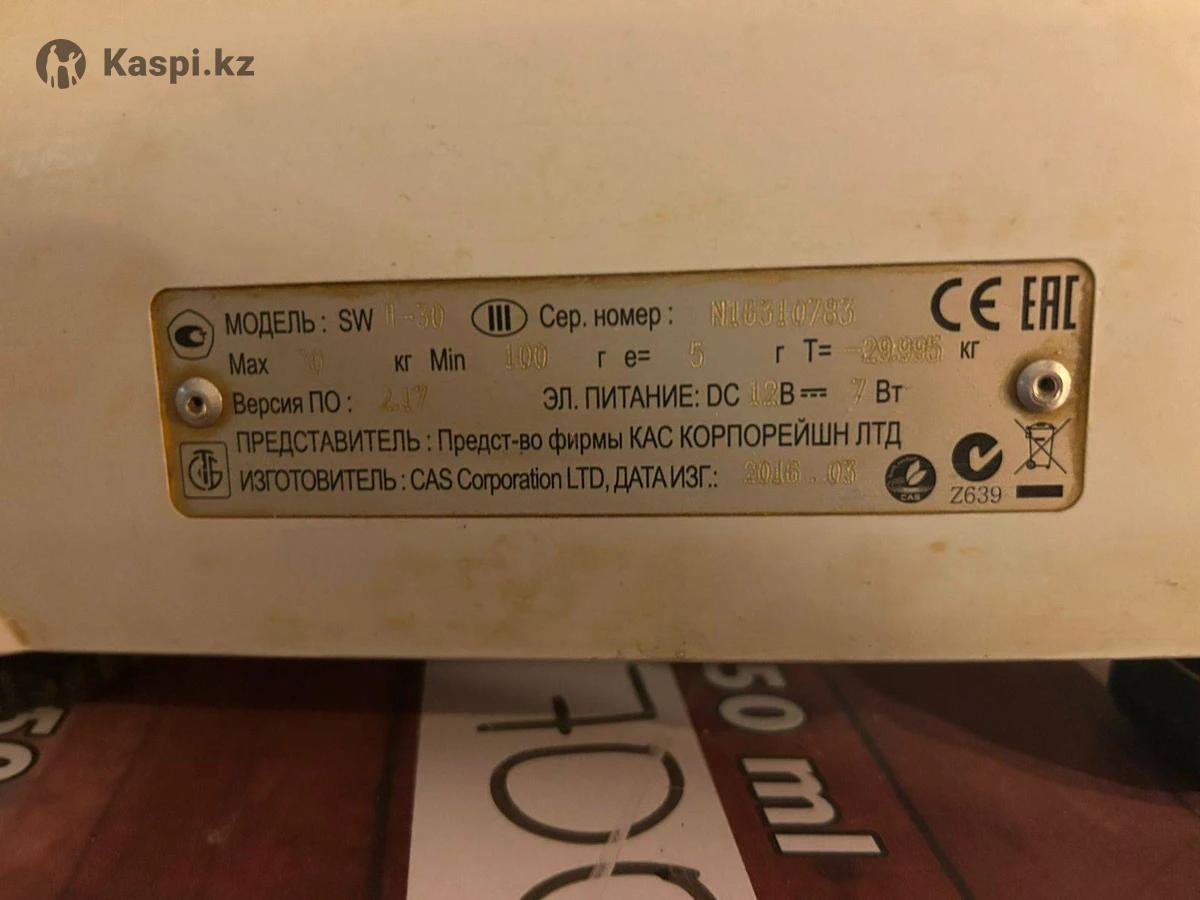 Kaspi.kz
МОДЕЛЬ: SW -30 III Сер. номер: N16310783 CE EAC
Max кг Min 100 г e= 5 г T= -29.995 кг
Версия ПО: 2.17 ЭЛ. ПИТАНИЕ: DC 12В 7 Вт
ПРЕДСТАВИТЕЛЬ: Предст-во фирмы КАС КОРПОРЕЙШН ЛТД
ИЗГОТОВИТЕЛЬ: CAS Corporation LTD, ДАТА ИЗГ.: 2016.03 CAS Z639
50 ml
50